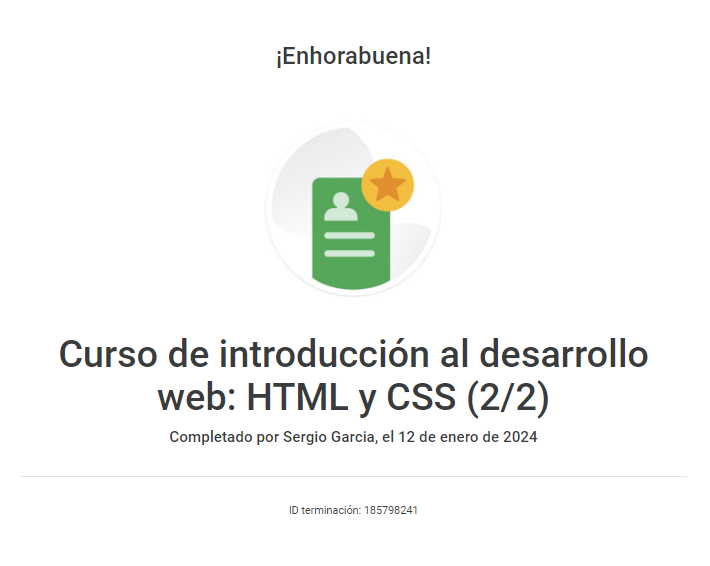 ¡Enhorabuena!
Curso de introducción al desarrollo
web: HTML y CSS (2/2)
Completado por Sergio Garcia, el 12 de enero de 2024
ID terminación: 185798241